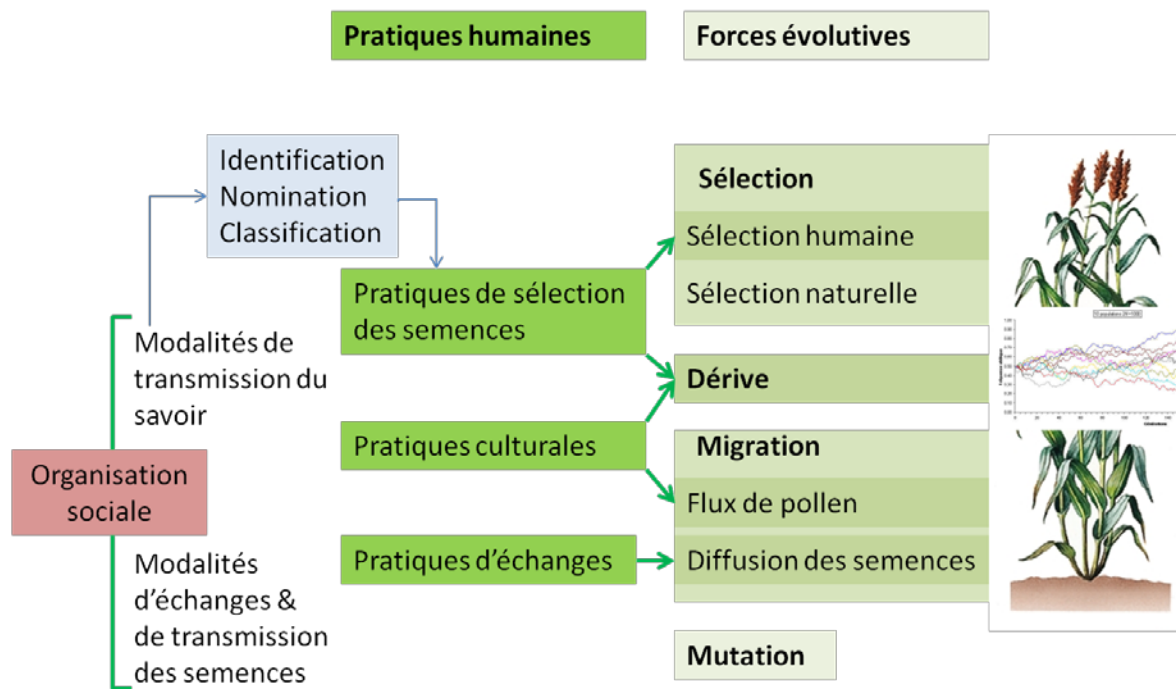 Pratiques humaines
Forces évolutives
Identification
Nomination
Classification
Sélection
Sélection humaine
Sélection naturelle
Pratiques de sélection
des semences
Modalités de
transmission du
savoir
Dérive
Pratiques culturales
Migration
Flux de pollen
Organisation
sociale
Pratiques d'échanges
Diffusion des semences
Modalités
d'échanges &
de transmission
des semences
Mutation